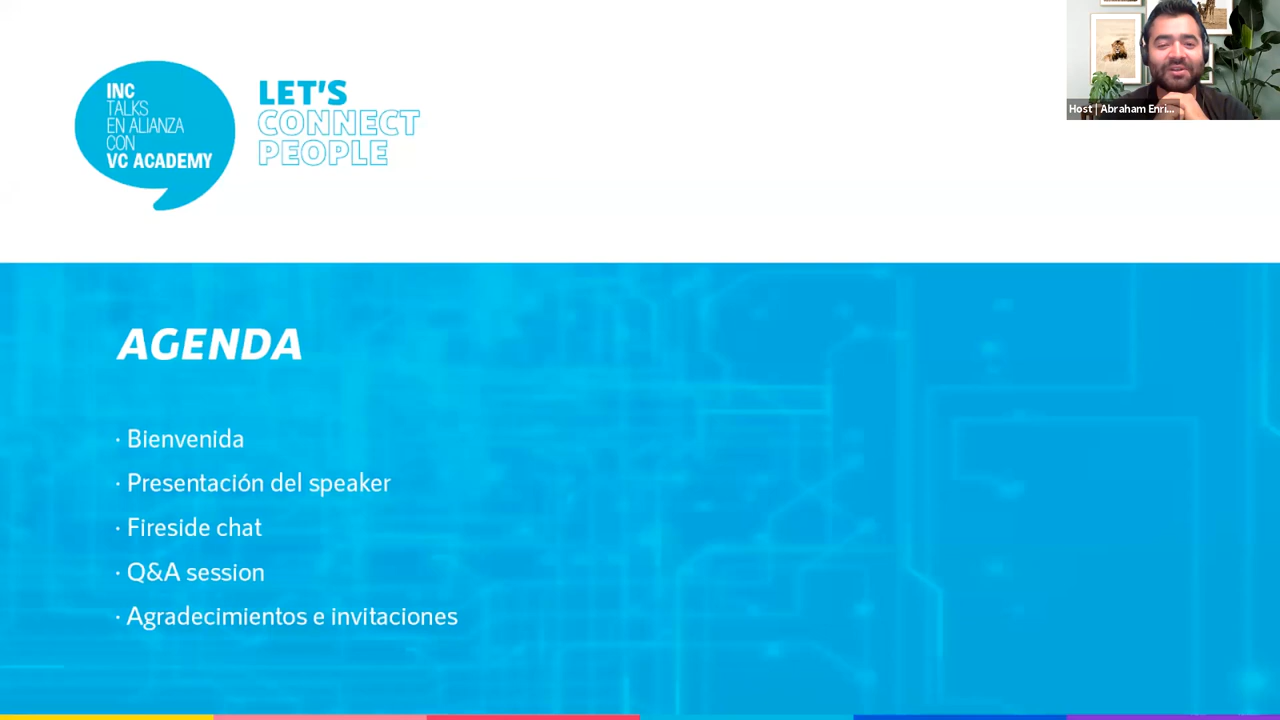 INC
TALKS
EN ALIANZA
CON
VC ACADEMY
LET'S
CONNECT
PEOPLE
Host | Abraham Enri...
AGENDA
· Bienvenida
· Presentación del speaker
· Fireside chat
· Q&A session
· Agradecimientos e invitaciones